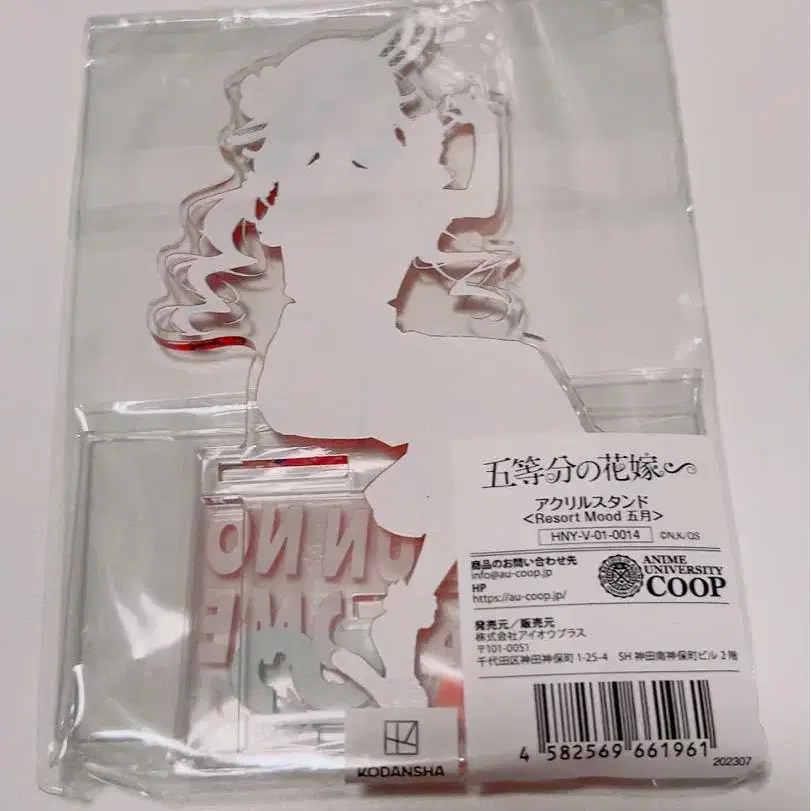 五等分の花嫁
アクリルスタンド
<Resort Mood 五月>
HNY-V-01-0014 ©N.K/QS
商品のお問い合わせ先
info@au-coop.jp
HP
https://au-coop.jp/
ANIME
UNIVERSITY
COOP
発売元/販売元
株式会社アイオウプラス
〒101-0051
千代田区神田神保町1-25-4 SH 神田南神保町ビル2階
4 582569 661961
202307
KODANSHA